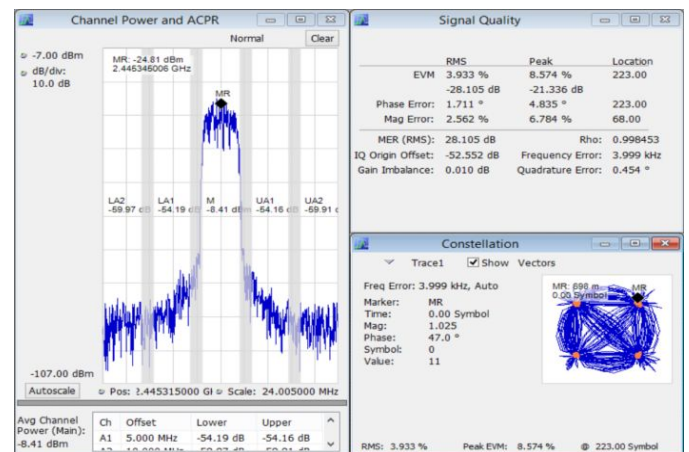 Channel Power and ACPR
Normal
Clear
-7.00 dBm
dB/div:
10.0 dB
MR: -24.81 dBm
2.445345006 GHz
MR
LA2 LA1 M UA1 UA2
-59.97 dB -54.19 dB -8.41 dBm -54.16 dB -59.91 d
-107.00 dBm
Autoscale
Pos: 2.445315000 GH Scale: 24.005000 MHz
Avg Channel
Power (Main):
-8.41 dBm
Ch Offset Lower Upper
A1 5.000 MHz -54.19 dB -54.16 dB
Signal Quality
RMS Peak Location
EVM 3.933 % 8.574 % 223.00
-28.105 dB -21.336 dB
Phase Error: 1.711 ° 4.835 ° 223.00
Mag Error: 2.562 % 6.784 % 68.00
MER (RMS): 28.105 dB Rho: 0.998453
IQ Origin Offset: -52.552 dB Frequency Error: 3.999 kHz
Gain Imbalance: 0.010 dB Quadrature Error: 0.454 °
Constellation
Trace1 Show Vectors
Freq Error: 3.999 kHz, Auto
Marker: MR
Time: 0.00 Symbol
Mag: 1.025
Phase: 47.0 °
Symbol: 0
Value: 11
MR: 698 m
0.00 Symbol
MR
RMS: 3.933 % Peak EVM: 8.574 % @ 223.00 Symbol